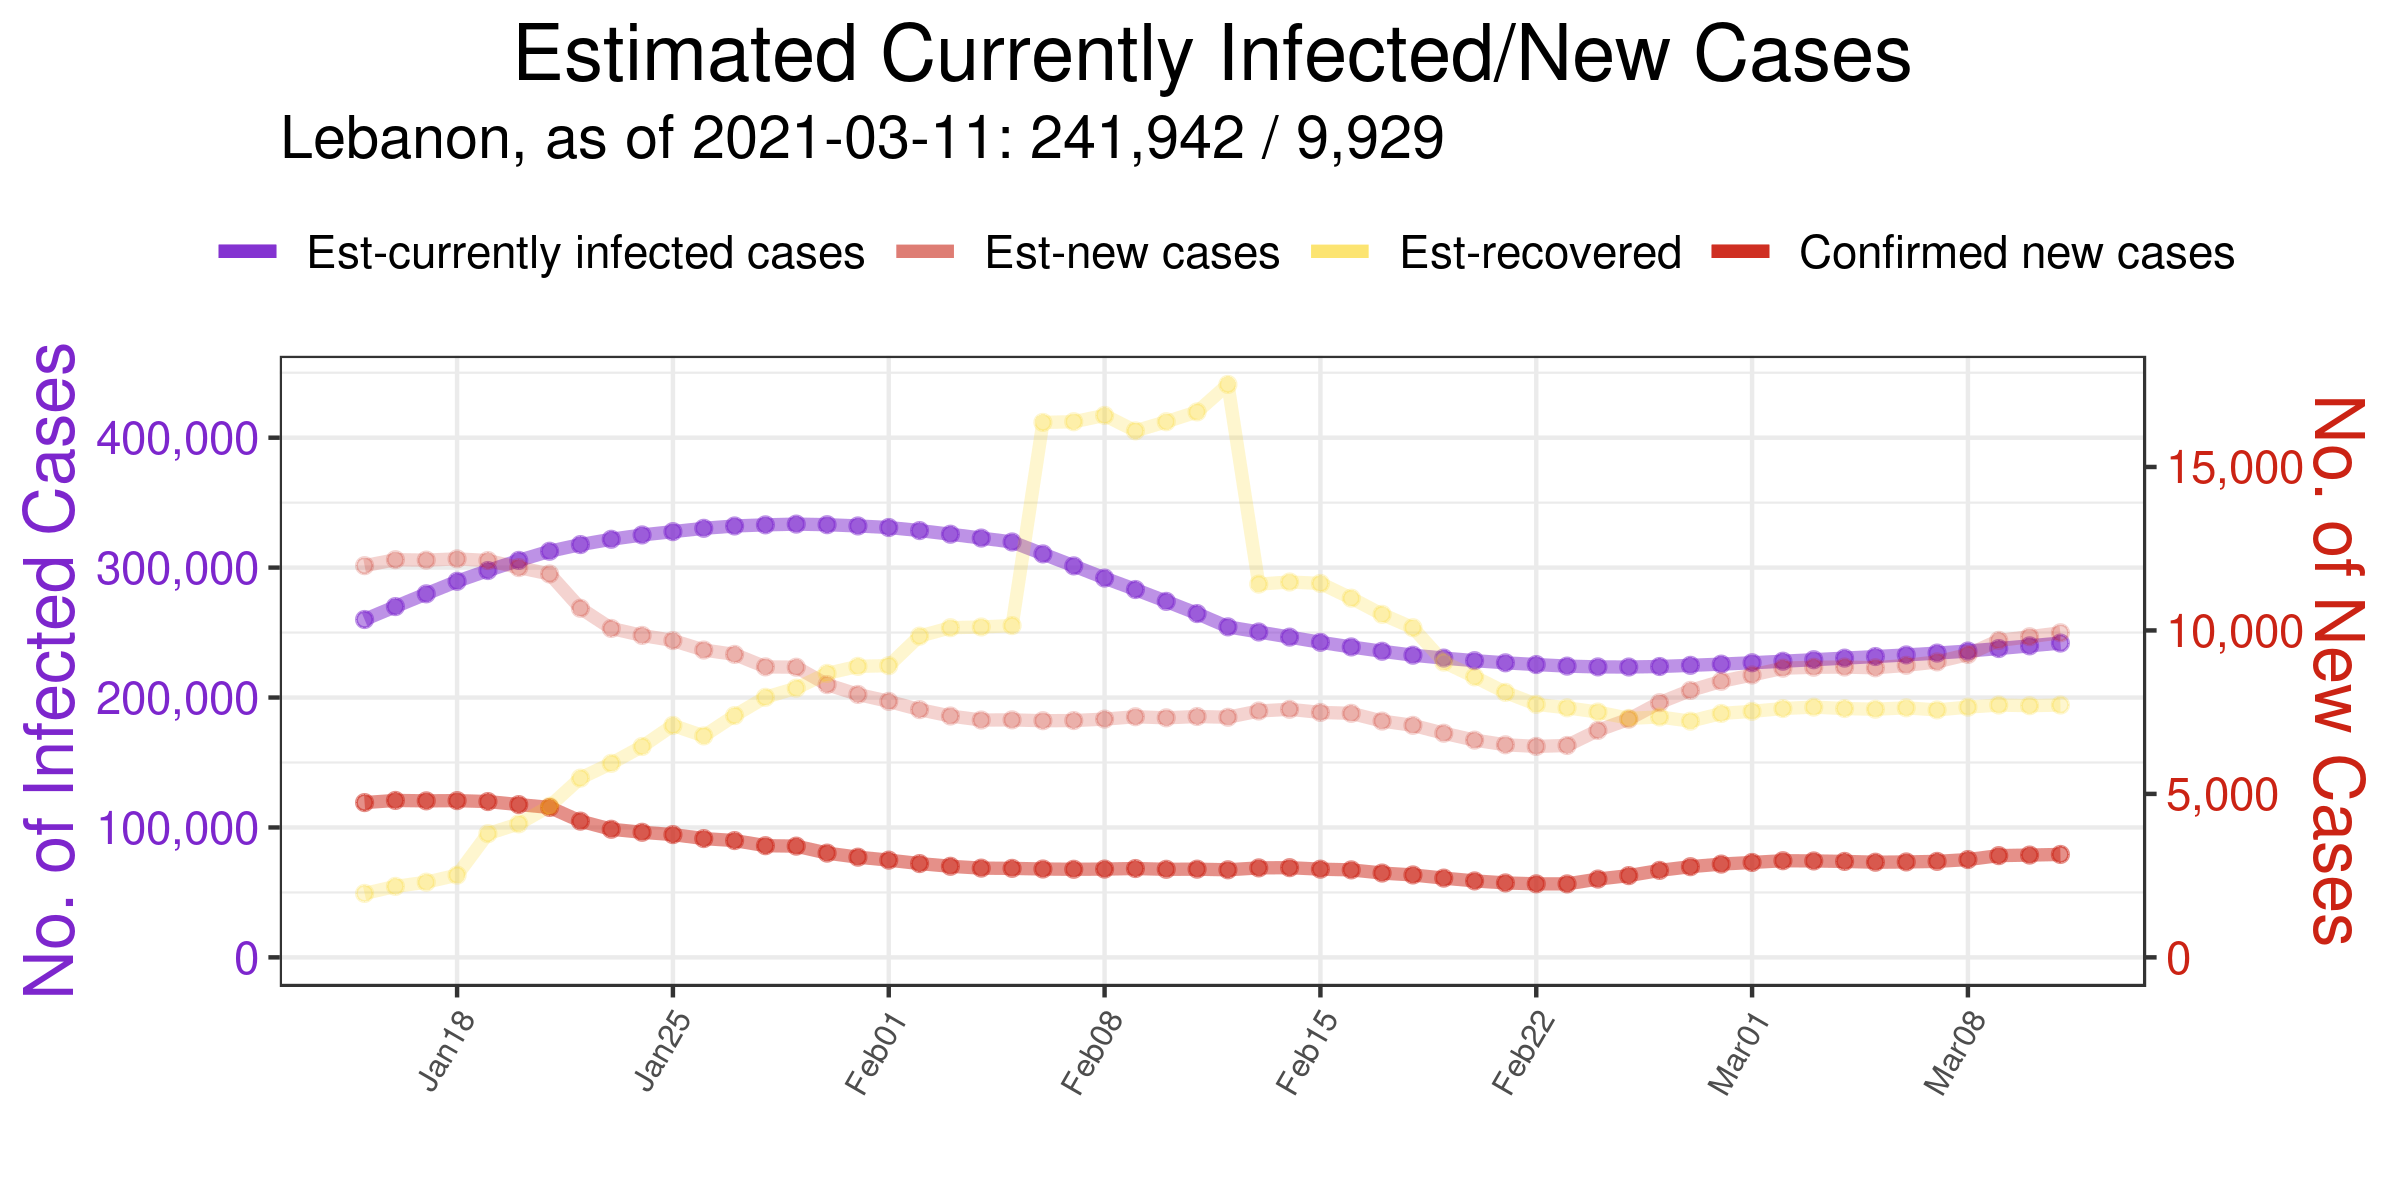 Estimated Currently Infected/New Cases
Lebanon, as of 2021-03-11: 241,942 / 9,929
Est-currently infected cases Est-new cases Est-recovered Confirmed new cases
No. of Infected Cases
400,000
300,000
200,000
100,000
0
15,000
10,000
5,000
0
No. of New Cases
Jan18 Jan25 Feb01 Feb08 Feb15 Feb22 Mar01 Mar08